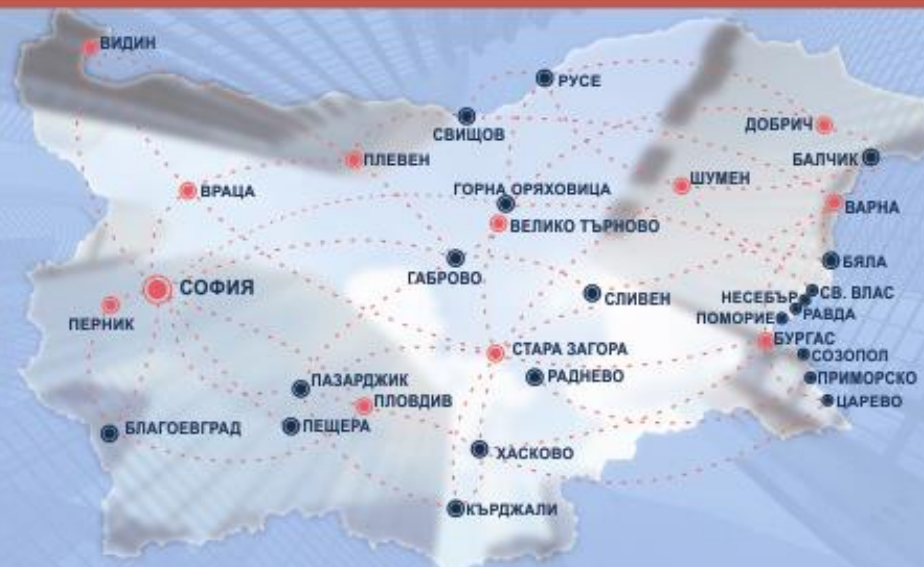 ВИДИН
РУСЕ
СВИЩОВ
ДОБРИЧ
БАЛЧИК
ПЛЕВЕН
ВРАЦА
ШУМЕН
ГОРНА ОРЯХОВИЦА
ВАРНА
ВЕЛИКО ТЪРНОВО
БЯЛА
ГАБРОВО
СОФИЯ
СЛИВЕН
СВ. ВЛАС
НЕСЕБЪР
РАВДА
ПЕРНИК
ПОМОРИЕ
БУРГАС
СТАРА ЗАГОРА
СОЗОПОЛ
РАДНЕВО
ПРИМОРСКО
ПАЗАРДЖИК
ПЛОВДИВ
ЦАРЕВО
БЛАГОЕВГРАД
ПЕЩЕРА
ХАСКОВО
КЪРДЖАЛИ